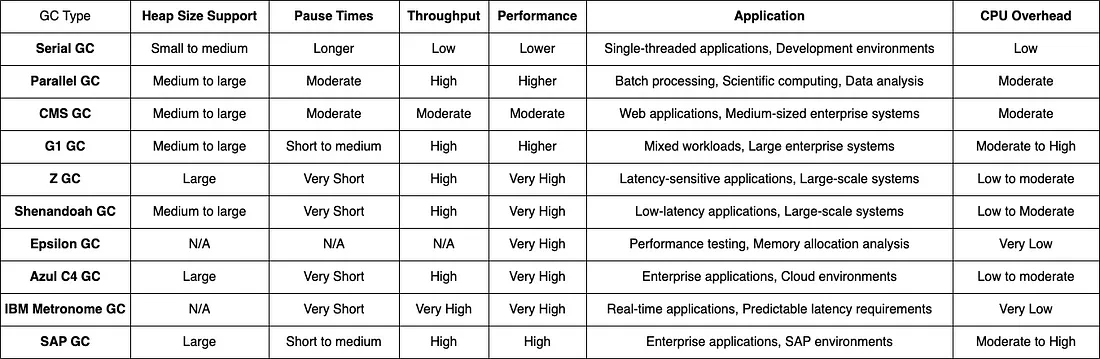 GC Type Heap Size Support Pause Times Throughput Performance Application CPU Overhead
Serial GC Small to medium Longer Low Lower Single-threaded applications, Development environments Low
Parallel GC Medium to large Moderate High Higher Batch processing, Scientific computing, Data analysis Moderate
CMS GC Medium to large Moderate Moderate Moderate Web applications, Medium-sized enterprise systems Moderate
G1 GC Medium to large Short to medium High Higher Mixed workloads, Large enterprise systems Moderate to High
Z GC Large Very Short High Very High Latency-sensitive applications, Large-scale systems Low to moderate
Shenandoah GC Medium to large Very Short High Very High Low-latency applications, Large-scale systems Low to Moderate
Epsilon GC N/A N/A N/A Very High Performance testing, Memory allocation analysis Very Low
Azul C4 GC Large Very Short High Very High Enterprise applications, Cloud environments Low to moderate
IBM Metronome GC N/A Very Short Very High Very High Real-time applications, Predictable latency requirements Very Low
SAP GC Large Short to medium High High Enterprise applications, SAP environments Moderate to High